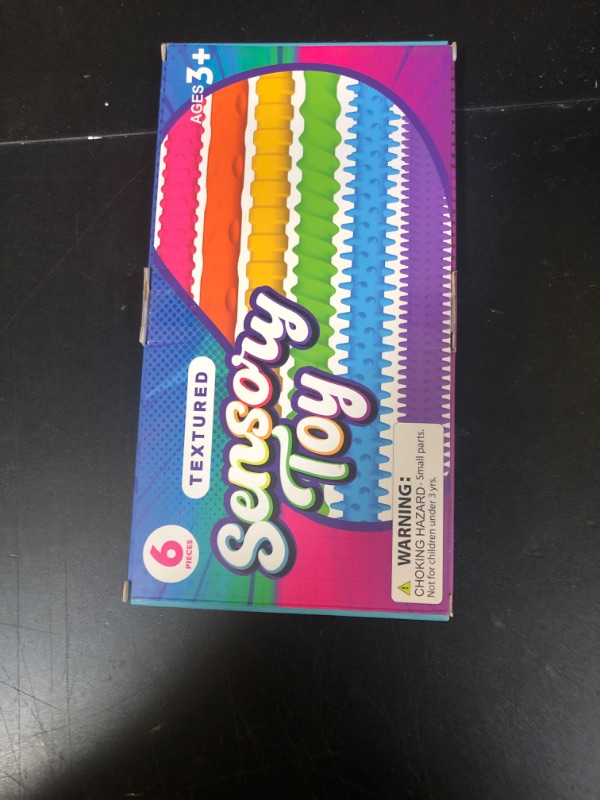 AGES 3+
TEXTURED
Sensory
Toy
6
PIECES
WARNING:
CHOKING HAZARD - Small parts.
Not for children under 3 yrs.